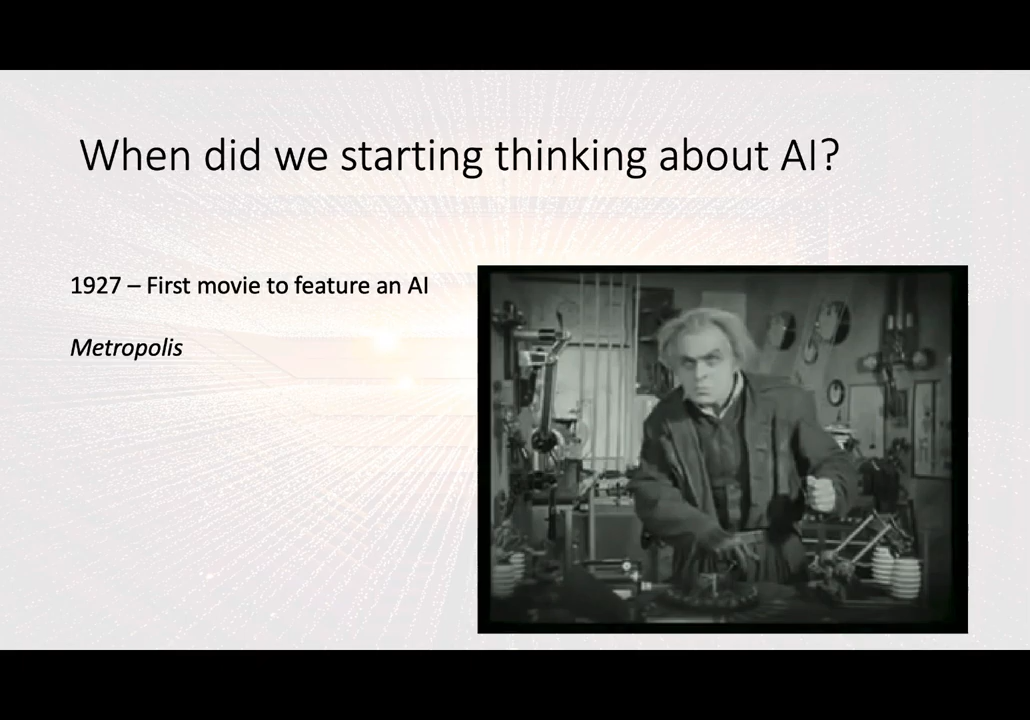 When did we starting thinking about AI?
1927 – First movie to feature an AI
Metropolis